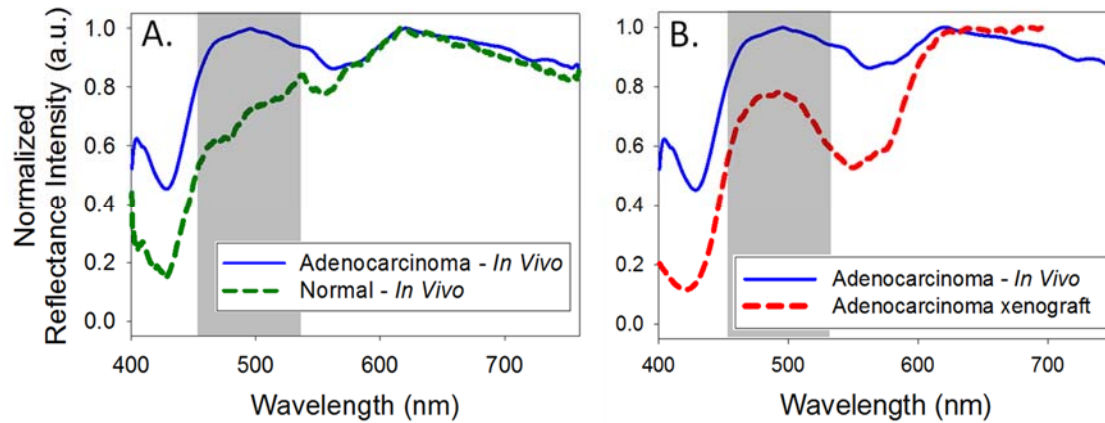 Normalized
Reflectance Intensity (a.u.)
A.
1.0
0.8
0.6
0.4
0.2
0.0
Adenocarcinoma - In Vivo
Normal - In Vivo
400
500
600
700
Wavelength (nm)
B.
1.0
0.8
0.6
0.4
0.2
0.0
Adenocarcinoma - In Vivo
Adenocarcinoma xenograft
400
500
600
700
Wavelength (nm)